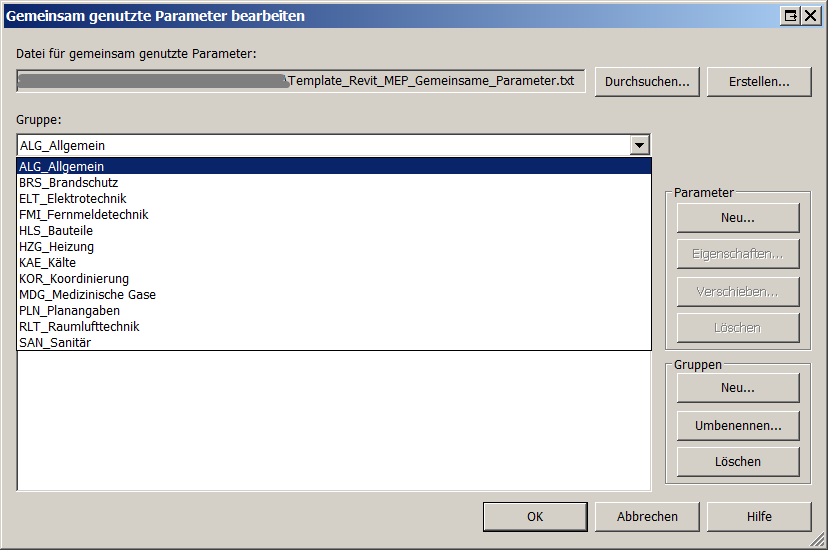 Gemeinsam genutzte Parameter bearbeiten
Datei für gemeinsam genutzte Parameter:
Template_Revit_MEP_Gemeinsame_Parameter.txt
Durchsuchen...
Erstellen...
Gruppe:
ALG_Allgemein
ALG_Allgemein
BRS_Brandschutz
ELT_Elektrotechnik
FMI_Fernmeldetechnik
HLS_Bauteile
HZG_Heizung
KAE_Kälte
KOR_Koordinierung
MDG_Medizinische Gase
PLN_Planangaben
RLT_Raumlufttechnik
SAN_Sanitär
Parameter
Neu...
Eigenschaften...
Verschieben...
Löschen
Gruppen
Neu...
Umbenennen...
Löschen
OK
Abbrechen
Hilfe